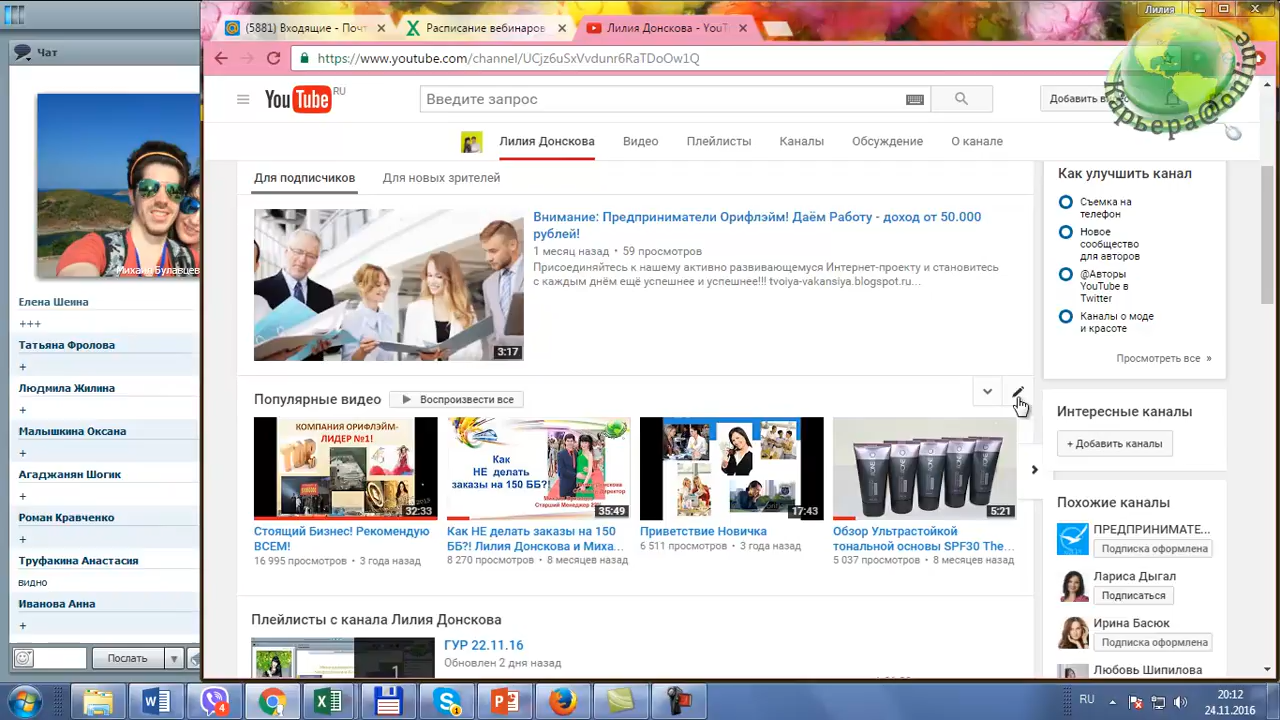 Лилия
Чат
(5881) Входящие - Почт
Расписание вебинаров
Лилия Донскова - YouT
https://www.youtube.com/channel/UCjz6uSxVvdunr6RaTDoOw1Q
Карьера@online
YouTube RU
Введите запрос
Добавить в
Лилия Донскова
Видео
Плейлисты
Каналы
Обсуждение
О канале
Для подписчиков
Для новых зрителей
Внимание: Предприниматели Орифлэйм! Даём Работу - доход от 50.000
рублей!
1 месяц назад • 59 просмотров
Присоединяйтесь к нашему активно развивающемуся Интернет-проекту и становитесь
с каждым днём ещё успешнее и успешнее!!! tvoiya-vakansiya.blogspot.ru...
3:17
Популярные видео
Воспроизвести все
КОМПАНИЯ ОРИФЛЭЙМ-
ЛИДЕР №1!
32:33
Как
НЕ делать
заказы на 150
ББ?!
35:49
17:43
5:21
Стоящий Бизнес! Рекомендую
ВСЕМ!
16 995 просмотров • 3 года назад
Как НЕ делать заказы на 150
ББ?! Лилия Донскова и Миха...
8 270 просмотров • 8 месяцев назад
Приветствие Новичка
6 511 просмотров • 3 года назад
Обзор Ультрастойкой
тональной основы SPF30 The...
5 037 просмотров • 8 месяцев назад
Плейлисты с канала Лилия Донскова
ГУР 22.11.16
Обновлен 2 дня назад
1
Как улучшить канал
Съемка на
телефон
Новое
сообщество
для авторов
@Авторы
YouTube в
Twitter
Каналы о моде
и красоте
Просмотреть все »
Интересные каналы
+ Добавить каналы
Похожие каналы
ПРЕДПРИНИМАТЕ...
Подписка оформлена
Лариса Дыгал
Подписаться
Ирина Басюк
Подписка оформлена
Любовь Шипилова
Михаил Булавцев
Елена Шеина
+++
Татьяна Фролова
+
Людмила Жилина
+
Малышкина Оксана
+
Агаджанян Шогик
+
Роман Кравченко
+
Труфакина Анастасия
видно
Иванова Анна
+
Послать
4
1
RU
20:12
24.11.2016